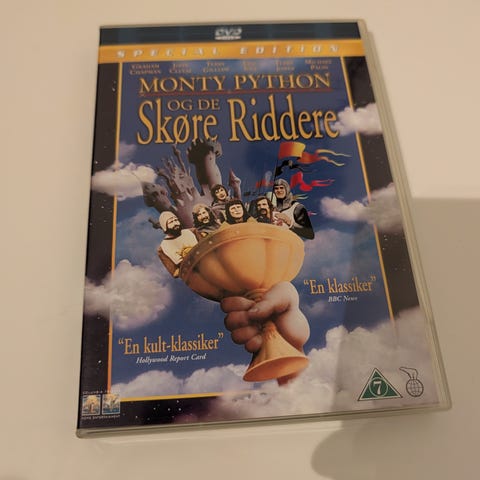 DVD
SPECIAL EDITION
GRAHAM CHAPMAN JOHN CLEESE TERRY GILLIAM ERIC IDLE TERRY JONES MICHAEL PALIN
MONTY PYTHON
OG DE
Skøre Riddere
"En klassiker"
BBC News
"En kult-klassiker"
Hollywood Report Card
7